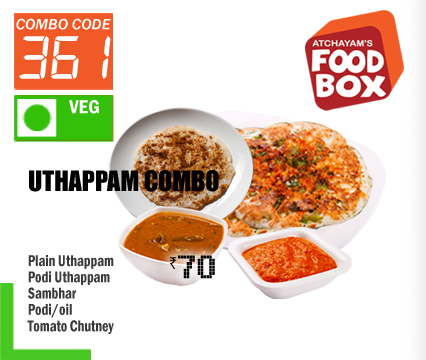 COMBO CODE
361
VEG
ATCHAYAM'S
FOOD
BOX
UTHAPPAM COMBO
₹70
Plain Uthappam
Podi Uthappam
Sambhar
Podi/oil
Tomato Chutney